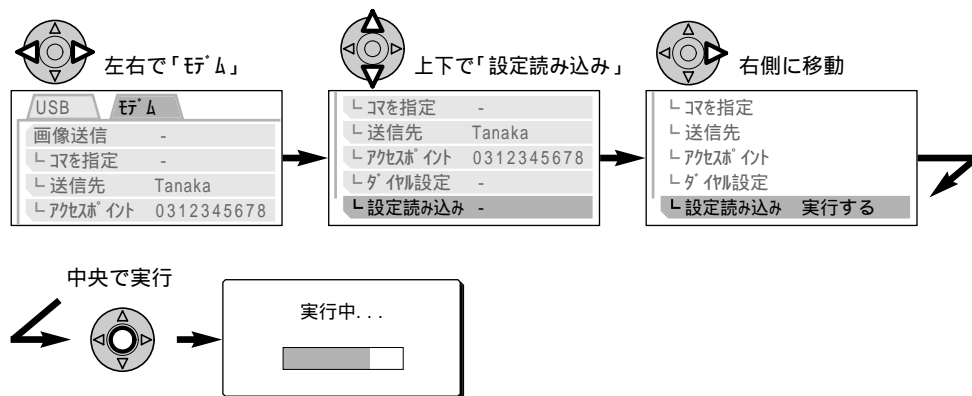 左右で「ﾓﾃﾞﾑ」
上下で「設定読み込み」
右側に移動
USB ﾓﾃﾞﾑ
画像送信 -
└ ｺﾏを指定 -
└ 送信先 Tanaka
└ ｱｸｾｽﾎﾟｲﾝﾄ 0312345678
└ ｺﾏを指定 -
└ 送信先 Tanaka
└ ｱｸｾｽﾎﾟｲﾝﾄ 0312345678
└ ﾀﾞｲﾔﾙ設定 -
└ 設定読み込み -
└ ｺﾏを指定
└ 送信先
└ ｱｸｾｽﾎﾟｲﾝﾄ
└ ﾀﾞｲﾔﾙ設定
└ 設定読み込み 実行する
中央で実行
実行中...